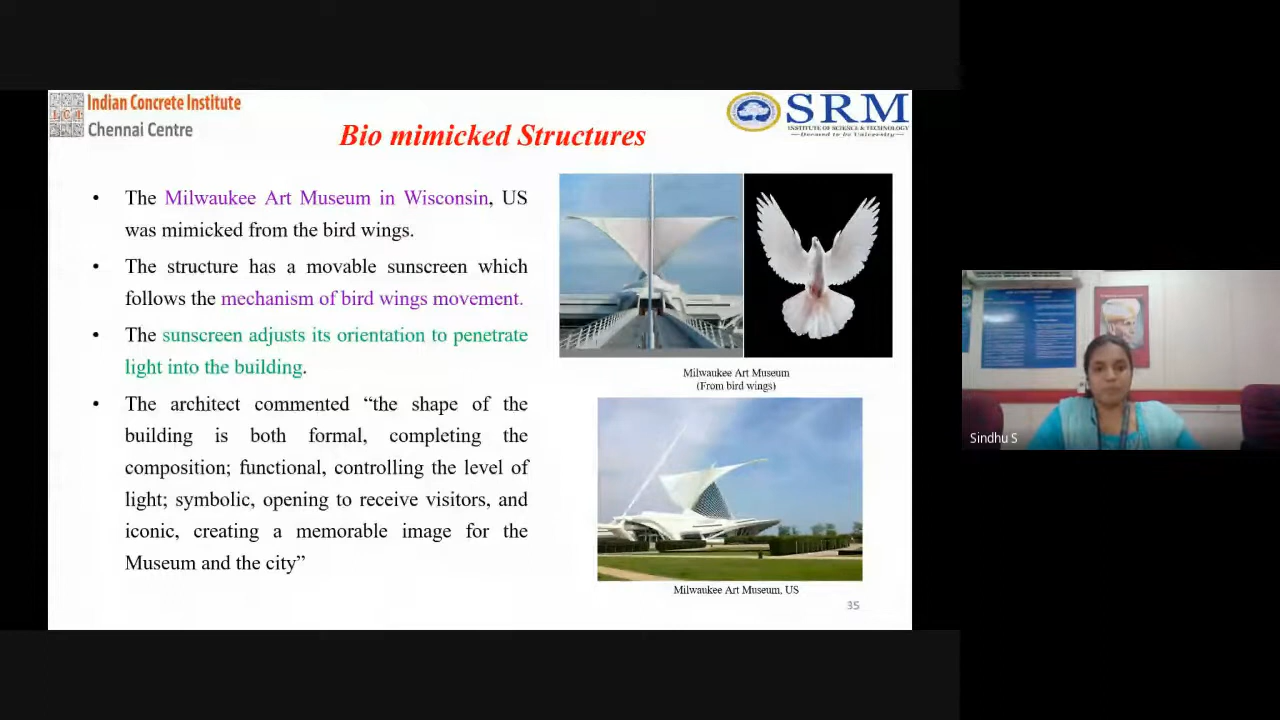 Indian Concrete Institute
Chennai Centre
SRM
INSTITUTE OF SCIENCE & TECHNOLOGY
Deemed to be University
Bio mimicked Structures
• The Milwaukee Art Museum in Wisconsin, US
was mimicked from the bird wings.
• The structure has a movable sunscreen which
follows the mechanism of bird wings movement.
• The sunscreen adjusts its orientation to penetrate
light into the building.
• The architect commented “the shape of the
building is both formal, completing the
composition; functional, controlling the level of
light; symbolic, opening to receive visitors, and
iconic, creating a memorable image for the
Museum and the city”
Milwaukee Art Museum
(From bird wings)
Milwaukee Art Museum, US
35
Sindhu S